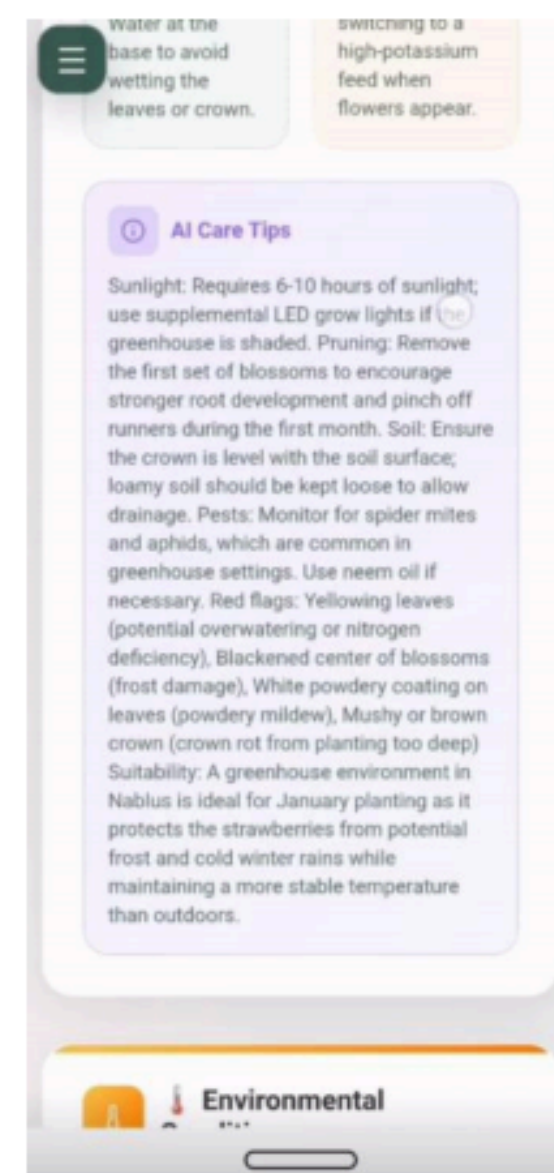 Water at the
base to avoid
wetting the
leaves or crown.
switching to a
high-potassium
feed when
flowers appear.
AI Care Tips
Sunlight: Requires 6-10 hours of sunlight;
use supplemental LED grow lights if the
greenhouse is shaded. Pruning: Remove
the first set of blossoms to encourage
stronger root development and pinch off
runners during the first month. Soil: Ensure
the crown is level with the soil surface;
loamy soil should be kept loose to allow
drainage. Pests: Monitor for spider mites
and aphids, which are common in
greenhouse settings. Use neem oil if
necessary. Red flags: Yellowing leaves
(potential overwatering or nitrogen
deficiency), Blackened center of blossoms
(frost damage), White powdery coating on
leaves (powdery mildew), Mushy or brown
crown (crown rot from planting too deep)
Suitability: A greenhouse environment in
Nablus is ideal for January planting as it
protects the strawberries from potential
frost and cold winter rains while
maintaining a more stable temperature
than outdoors.
Environmental